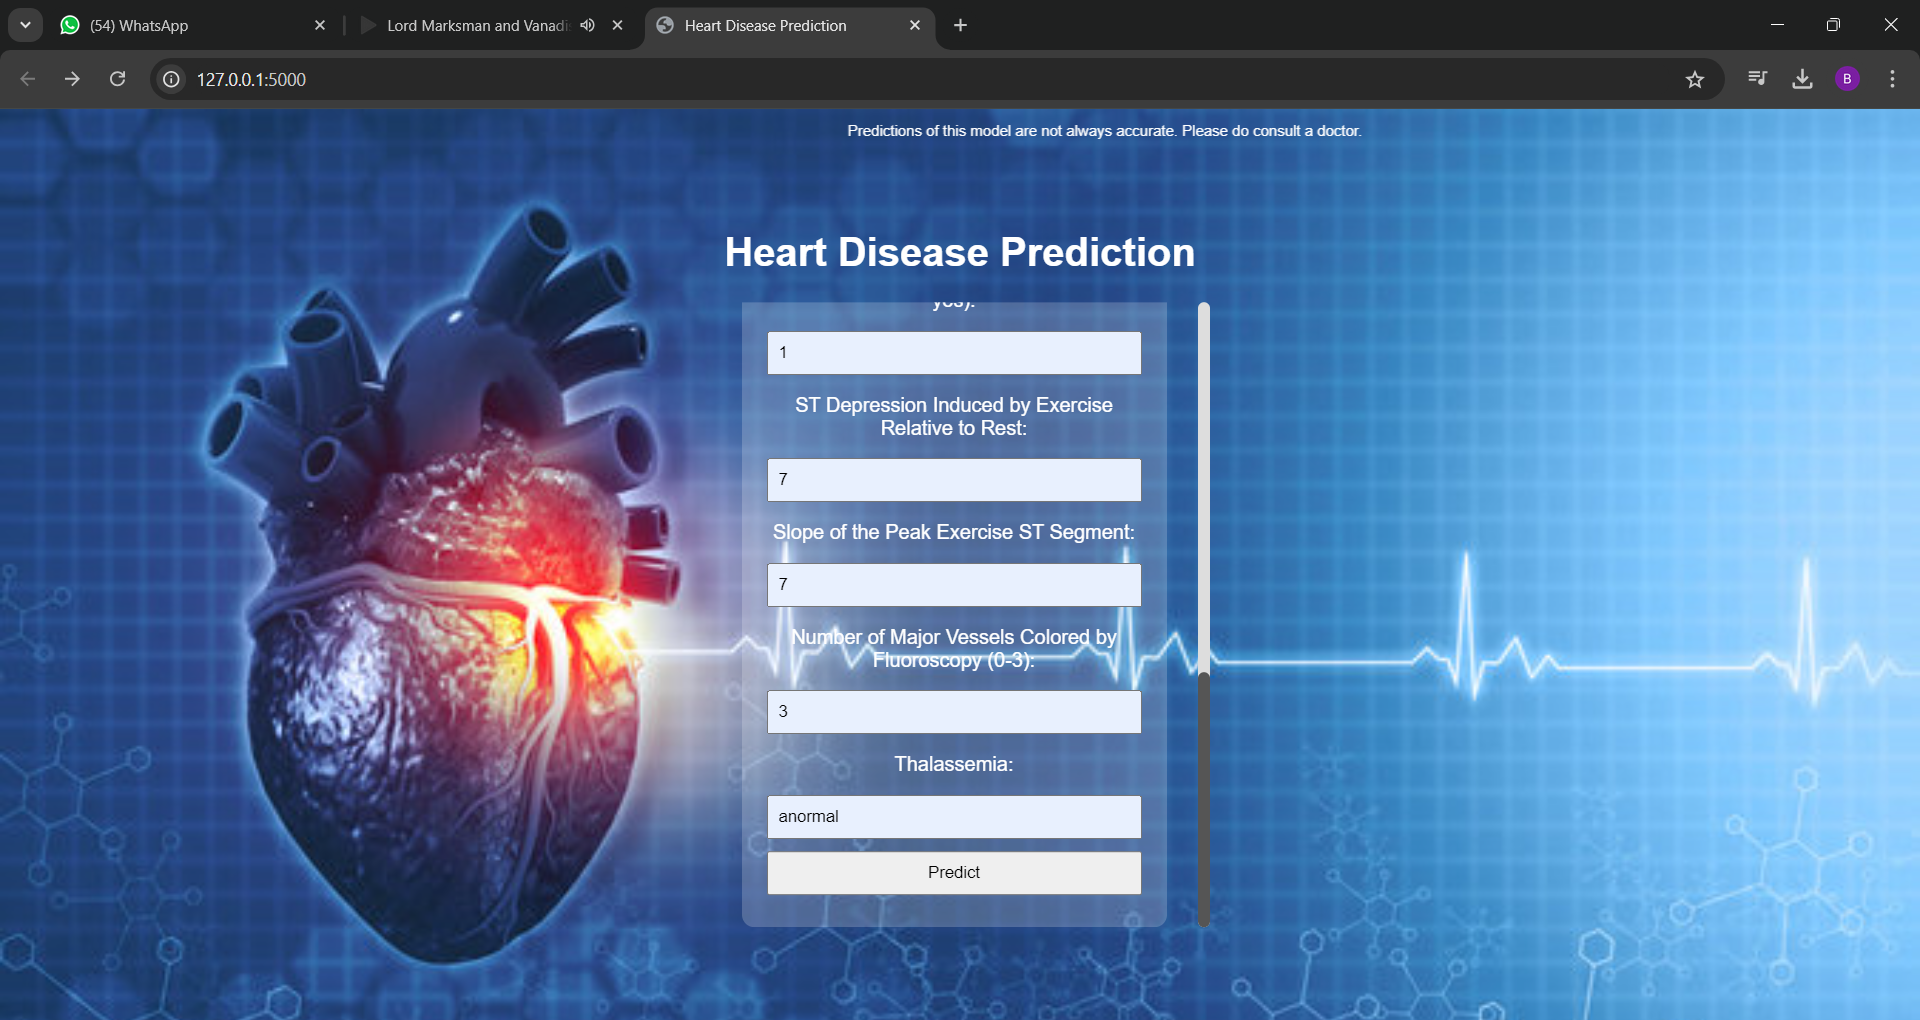 (54) WhatsApp
Lord Marksman and Vanadi
Heart Disease Prediction
127.0.0.1:5000
B
Predictions of this model are not always accurate. Please do consult a doctor.
Heart Disease Prediction
yes):
1
ST Depression Induced by Exercise
Relative to Rest:
7
Slope of the Peak Exercise ST Segment:
7
Number of Major Vessels Colored by
Fluoroscopy (0-3):
3
Thalassemia:
anormal
Predict